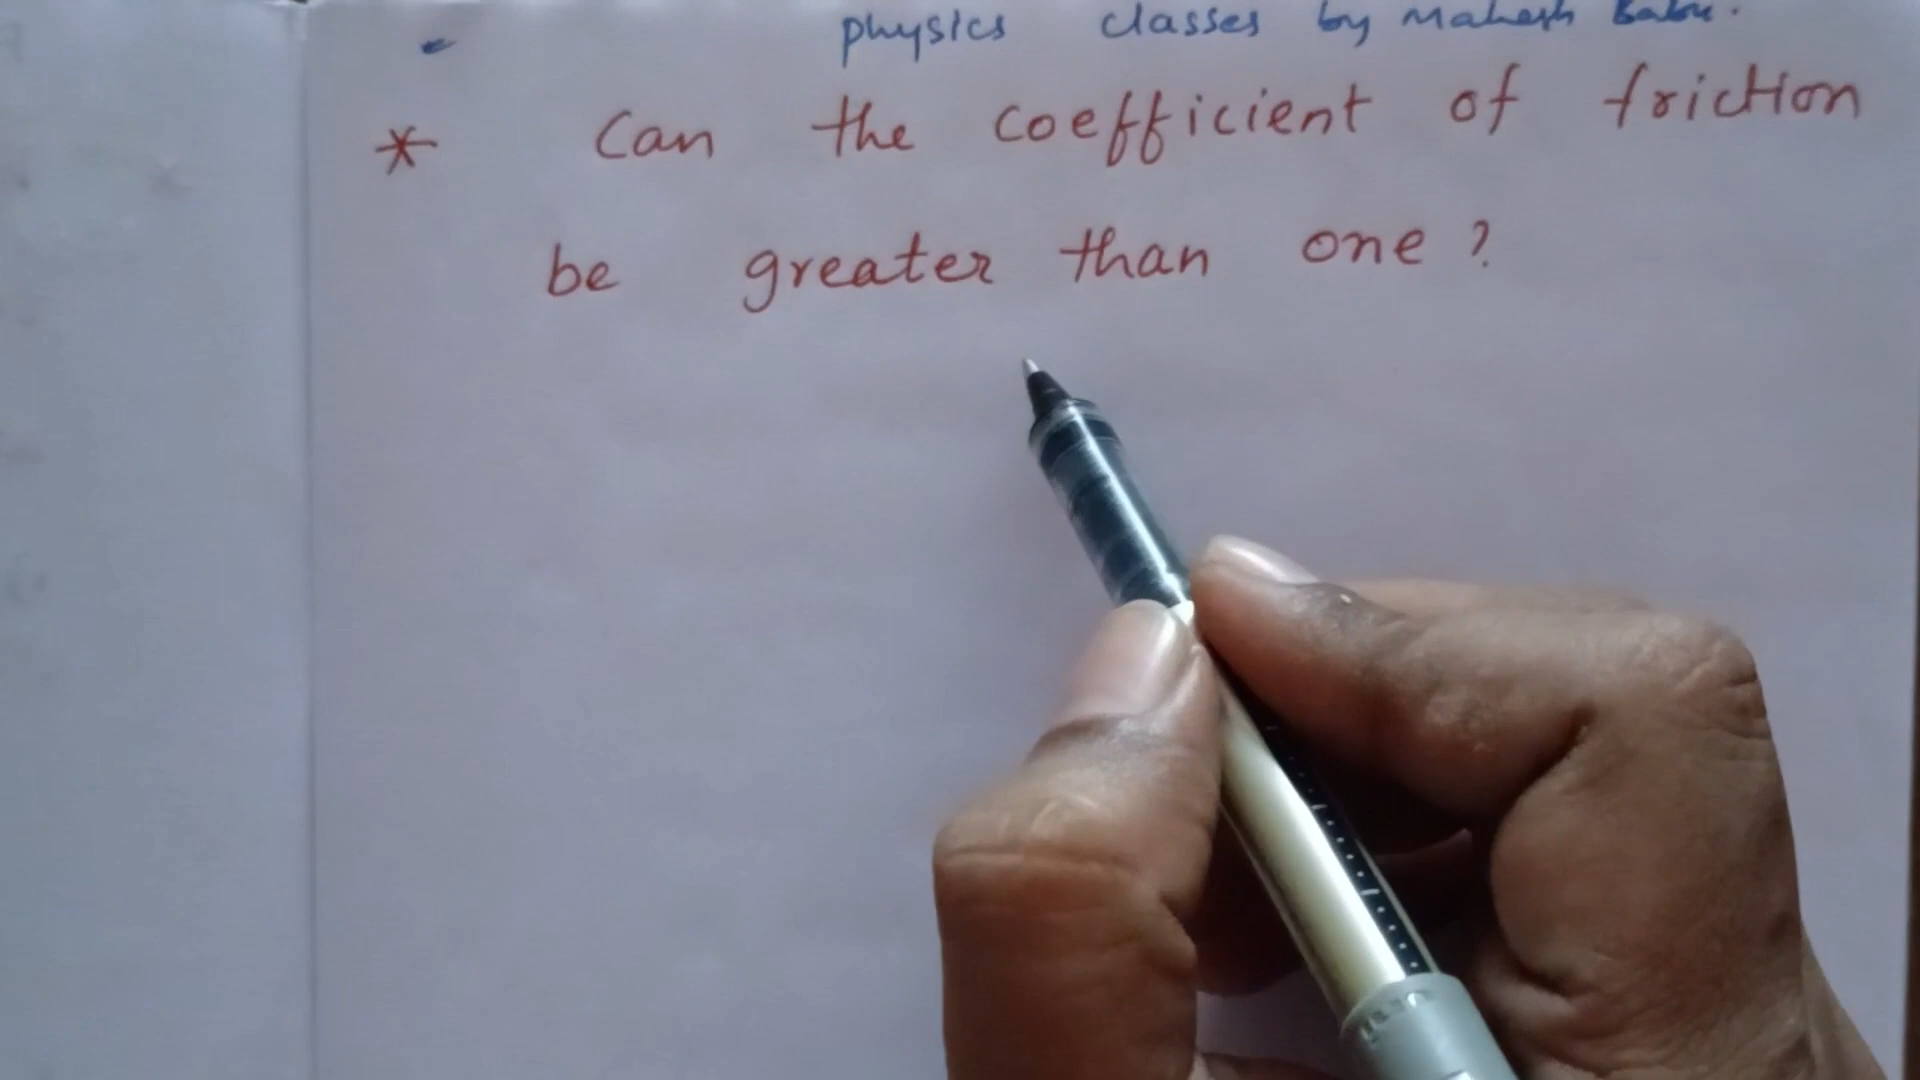 physics classes by Mahesh Babu.
* Can the coefficient of friction
be greater than one?